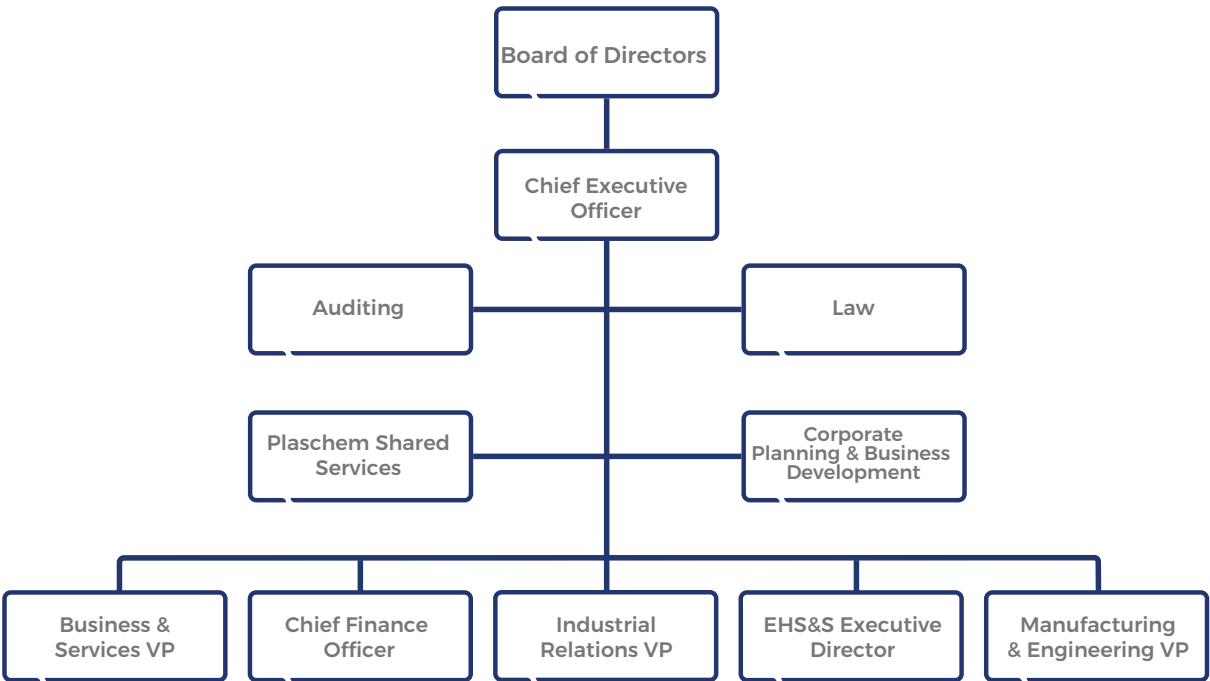 Board of Directors
Chief Executive
Officer
Auditing
Law
Plaschem Shared
Services
Corporate
Planning & Business
Development
Business &
Services VP
Chief Finance
Officer
Industrial
Relations VP
EHS&S Executive
Director
Manufacturing
& Engineering VP